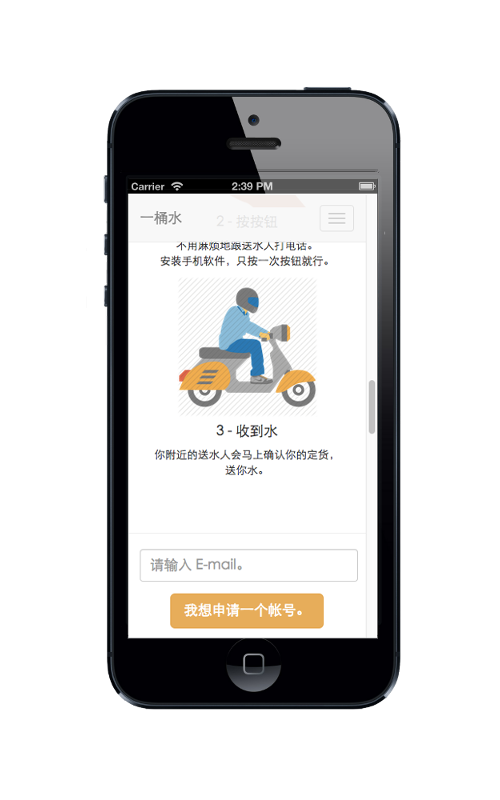 Carrier 2:39 PM
一桶水
2 - 按按钮
不用麻烦地跟送水人打电话。
安装手机软件，只按一次按钮就行。
3 - 收到水
你附近的送水人会马上确认你的定货，
送你水。
请输入 E-mail。
我想申请一个帐号。